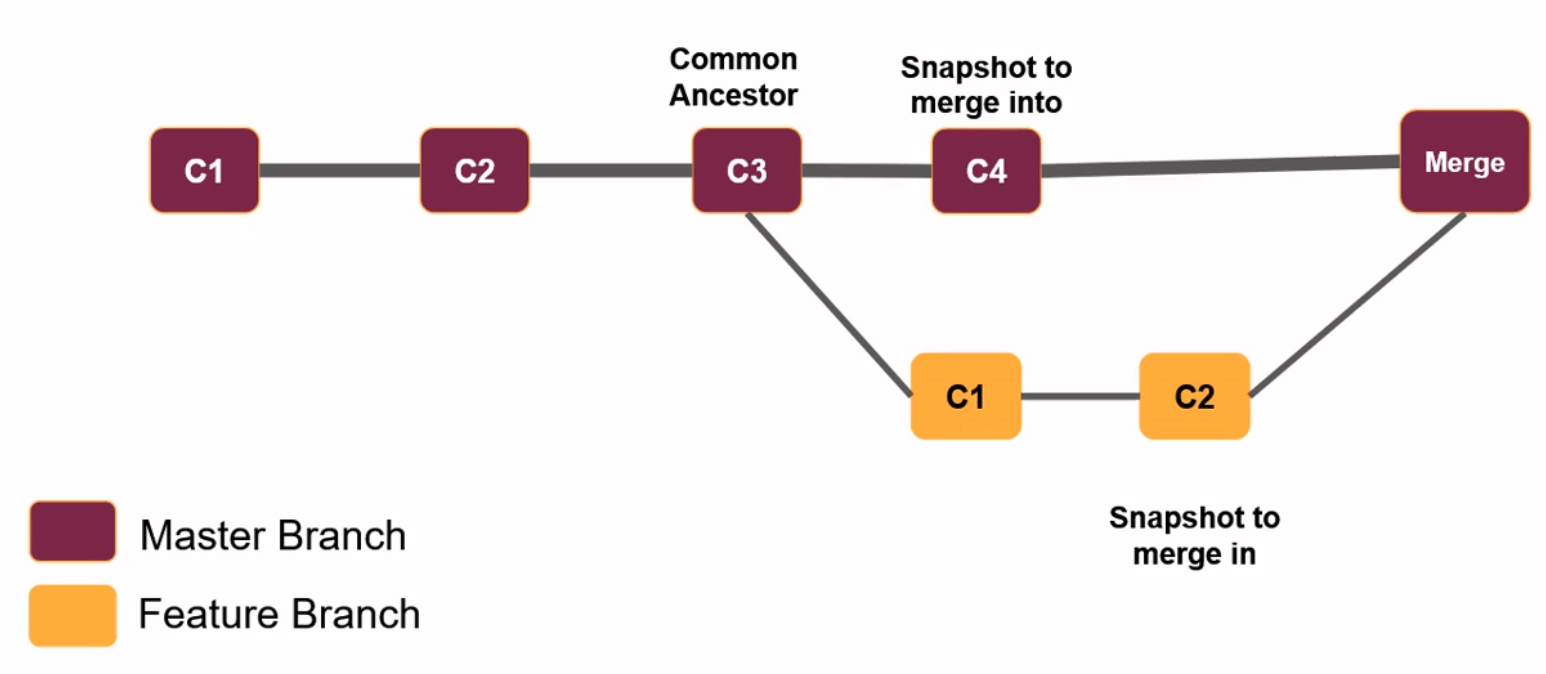 Common
Ancestor
Snapshot to
merge into
C1
C2
C3
C4
Merge
C1
C2
Snapshot to
merge in
Master Branch
Feature Branch